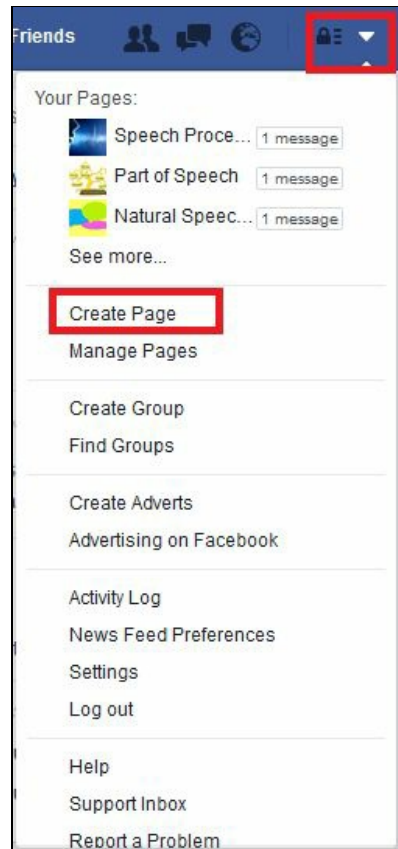 Friends
Your Pages:
Speech Proce... 1 message
Part of Speech 1 message
Natural Speec... 1 message
See more...
Create Page
Manage Pages
Create Group
Find Groups
Create Adverts
Advertising on Facebook
Activity Log
News Feed Preferences
Settings
Log out
Help
Support Inbox
Report a Problem